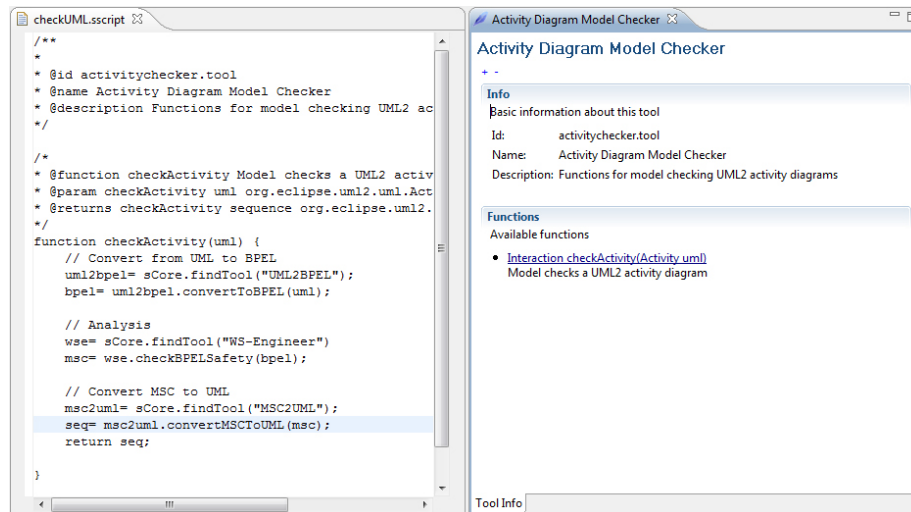 checkUML.sscript
/**
*
* @id activitychecker.tool
* @name Activity Diagram Model Checker
* @description Functions for model checking UML2 ac
*/
/*
* @function checkActivity Model checks a UML2 activ
* @param checkActivity uml org.eclipse.uml2.uml.Act
* @returns checkActivity sequence org.eclipse.uml2.
*/
function checkActivity(uml) {
// Convert from UML to BPEL
uml2bpel= sCore.findTool("UML2BPEL");
bpel= uml2bpel.convertToBPEL(uml);
// Analysis
wse= sCore.findTool("WS-Engineer")
msc= wse.checkBPELSafety(bpel);
// Convert MSC to UML
msc2uml= sCore.findTool("MSC2UML");
seq= msc2uml.convertMSCToUML(msc);
return seq;
}
Activity Diagram Model Checker
Activity Diagram Model Checker
+ -
Info
Basic information about this tool
Id: activitychecker.tool
Name: Activity Diagram Model Checker
Description: Functions for model checking UML2 activity diagrams
Functions
Available functions
• Interaction checkActivity(Activity uml)
Model checks a UML2 activity diagram
Tool Info